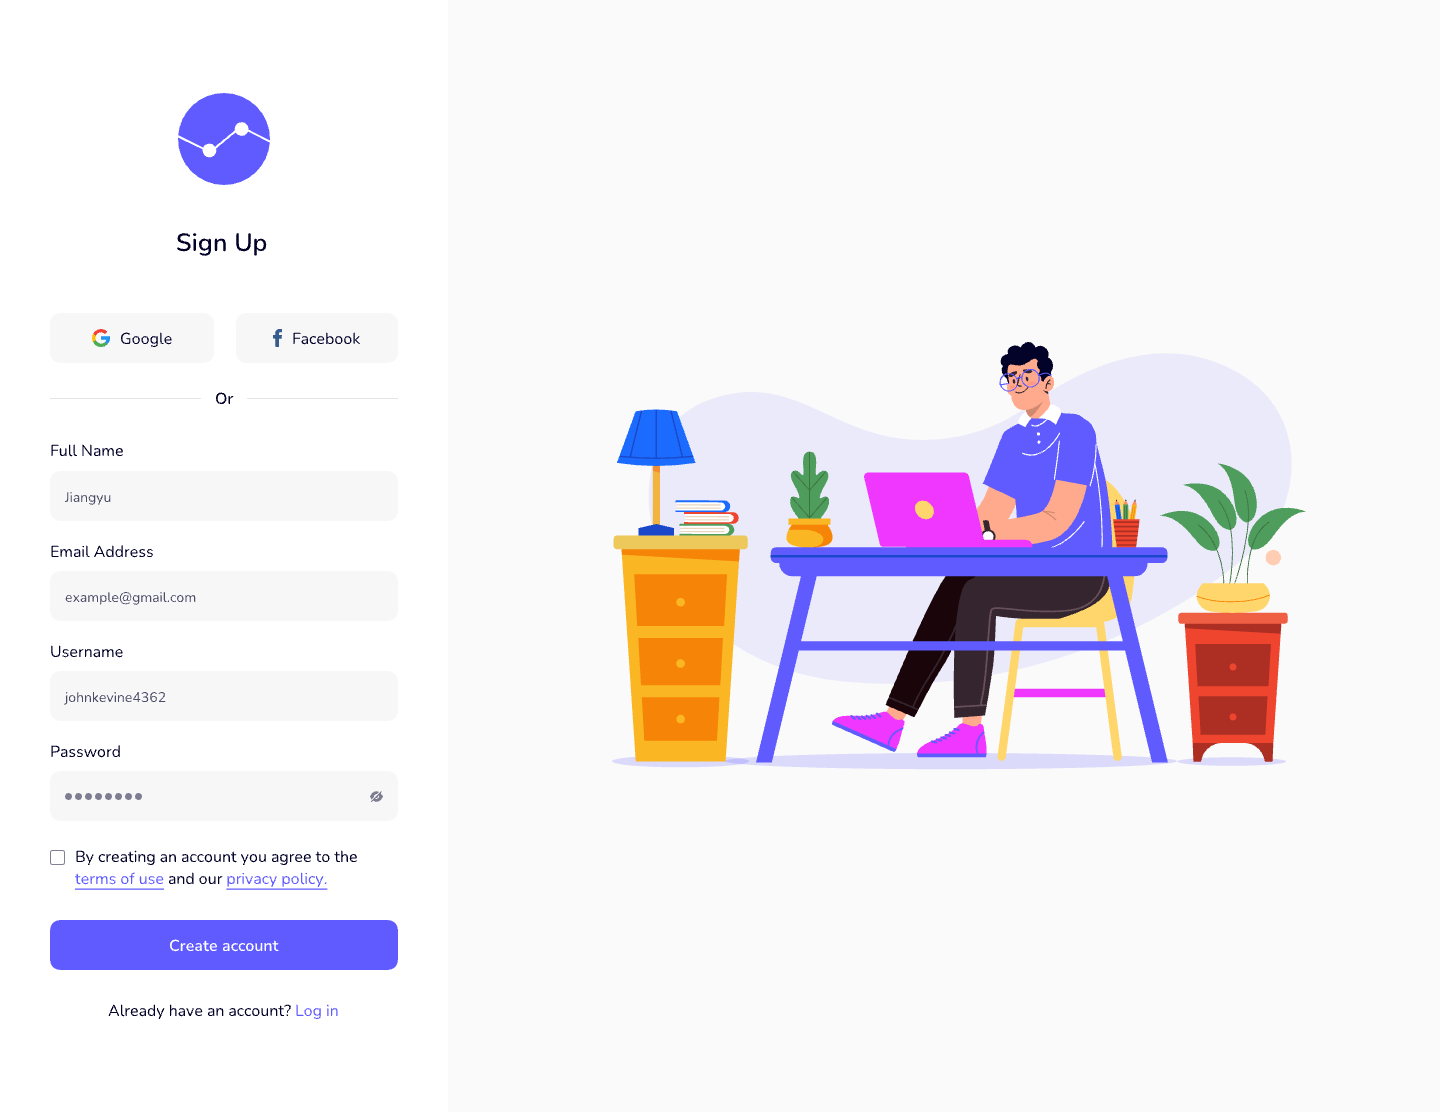 Sign Up
Google
Facebook
Or
Full Name
Jiangyu
Email Address
example@gmail.com
Username
johnkevine4362
Password
By creating an account you agree to the
terms of use and our privacy policy.
Create account
Already have an account? Log in